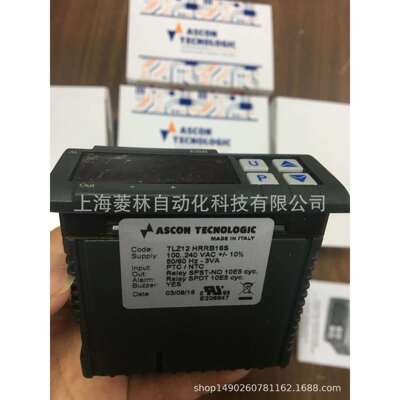 ASCON
TECNOLOGIC
ASCON
TECNOLOGIC
U
P
Out
上海菱林自动化科技有限公司
ASCON TECNOLOGIC
MADE IN ITALY
Code: TLZ12 HRRB16S
Supply: 100..240 VAC +/- 10%
50/60 Hz - 3VA
Input: PTC / NTC
Out: Relay SPST-NO 10E5 cyc.
Alarm: Relay SPDT 10E5 cyc.
Buzzer: YES
Date: 03/08/16
E206847
shop1490260781162.1688.com